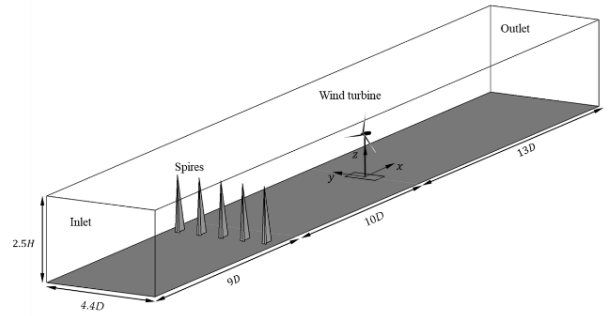 Outlet
Wind turbine
z
x
y
Spires
13D
Inlet
10D
2.5H
9D
4.4D